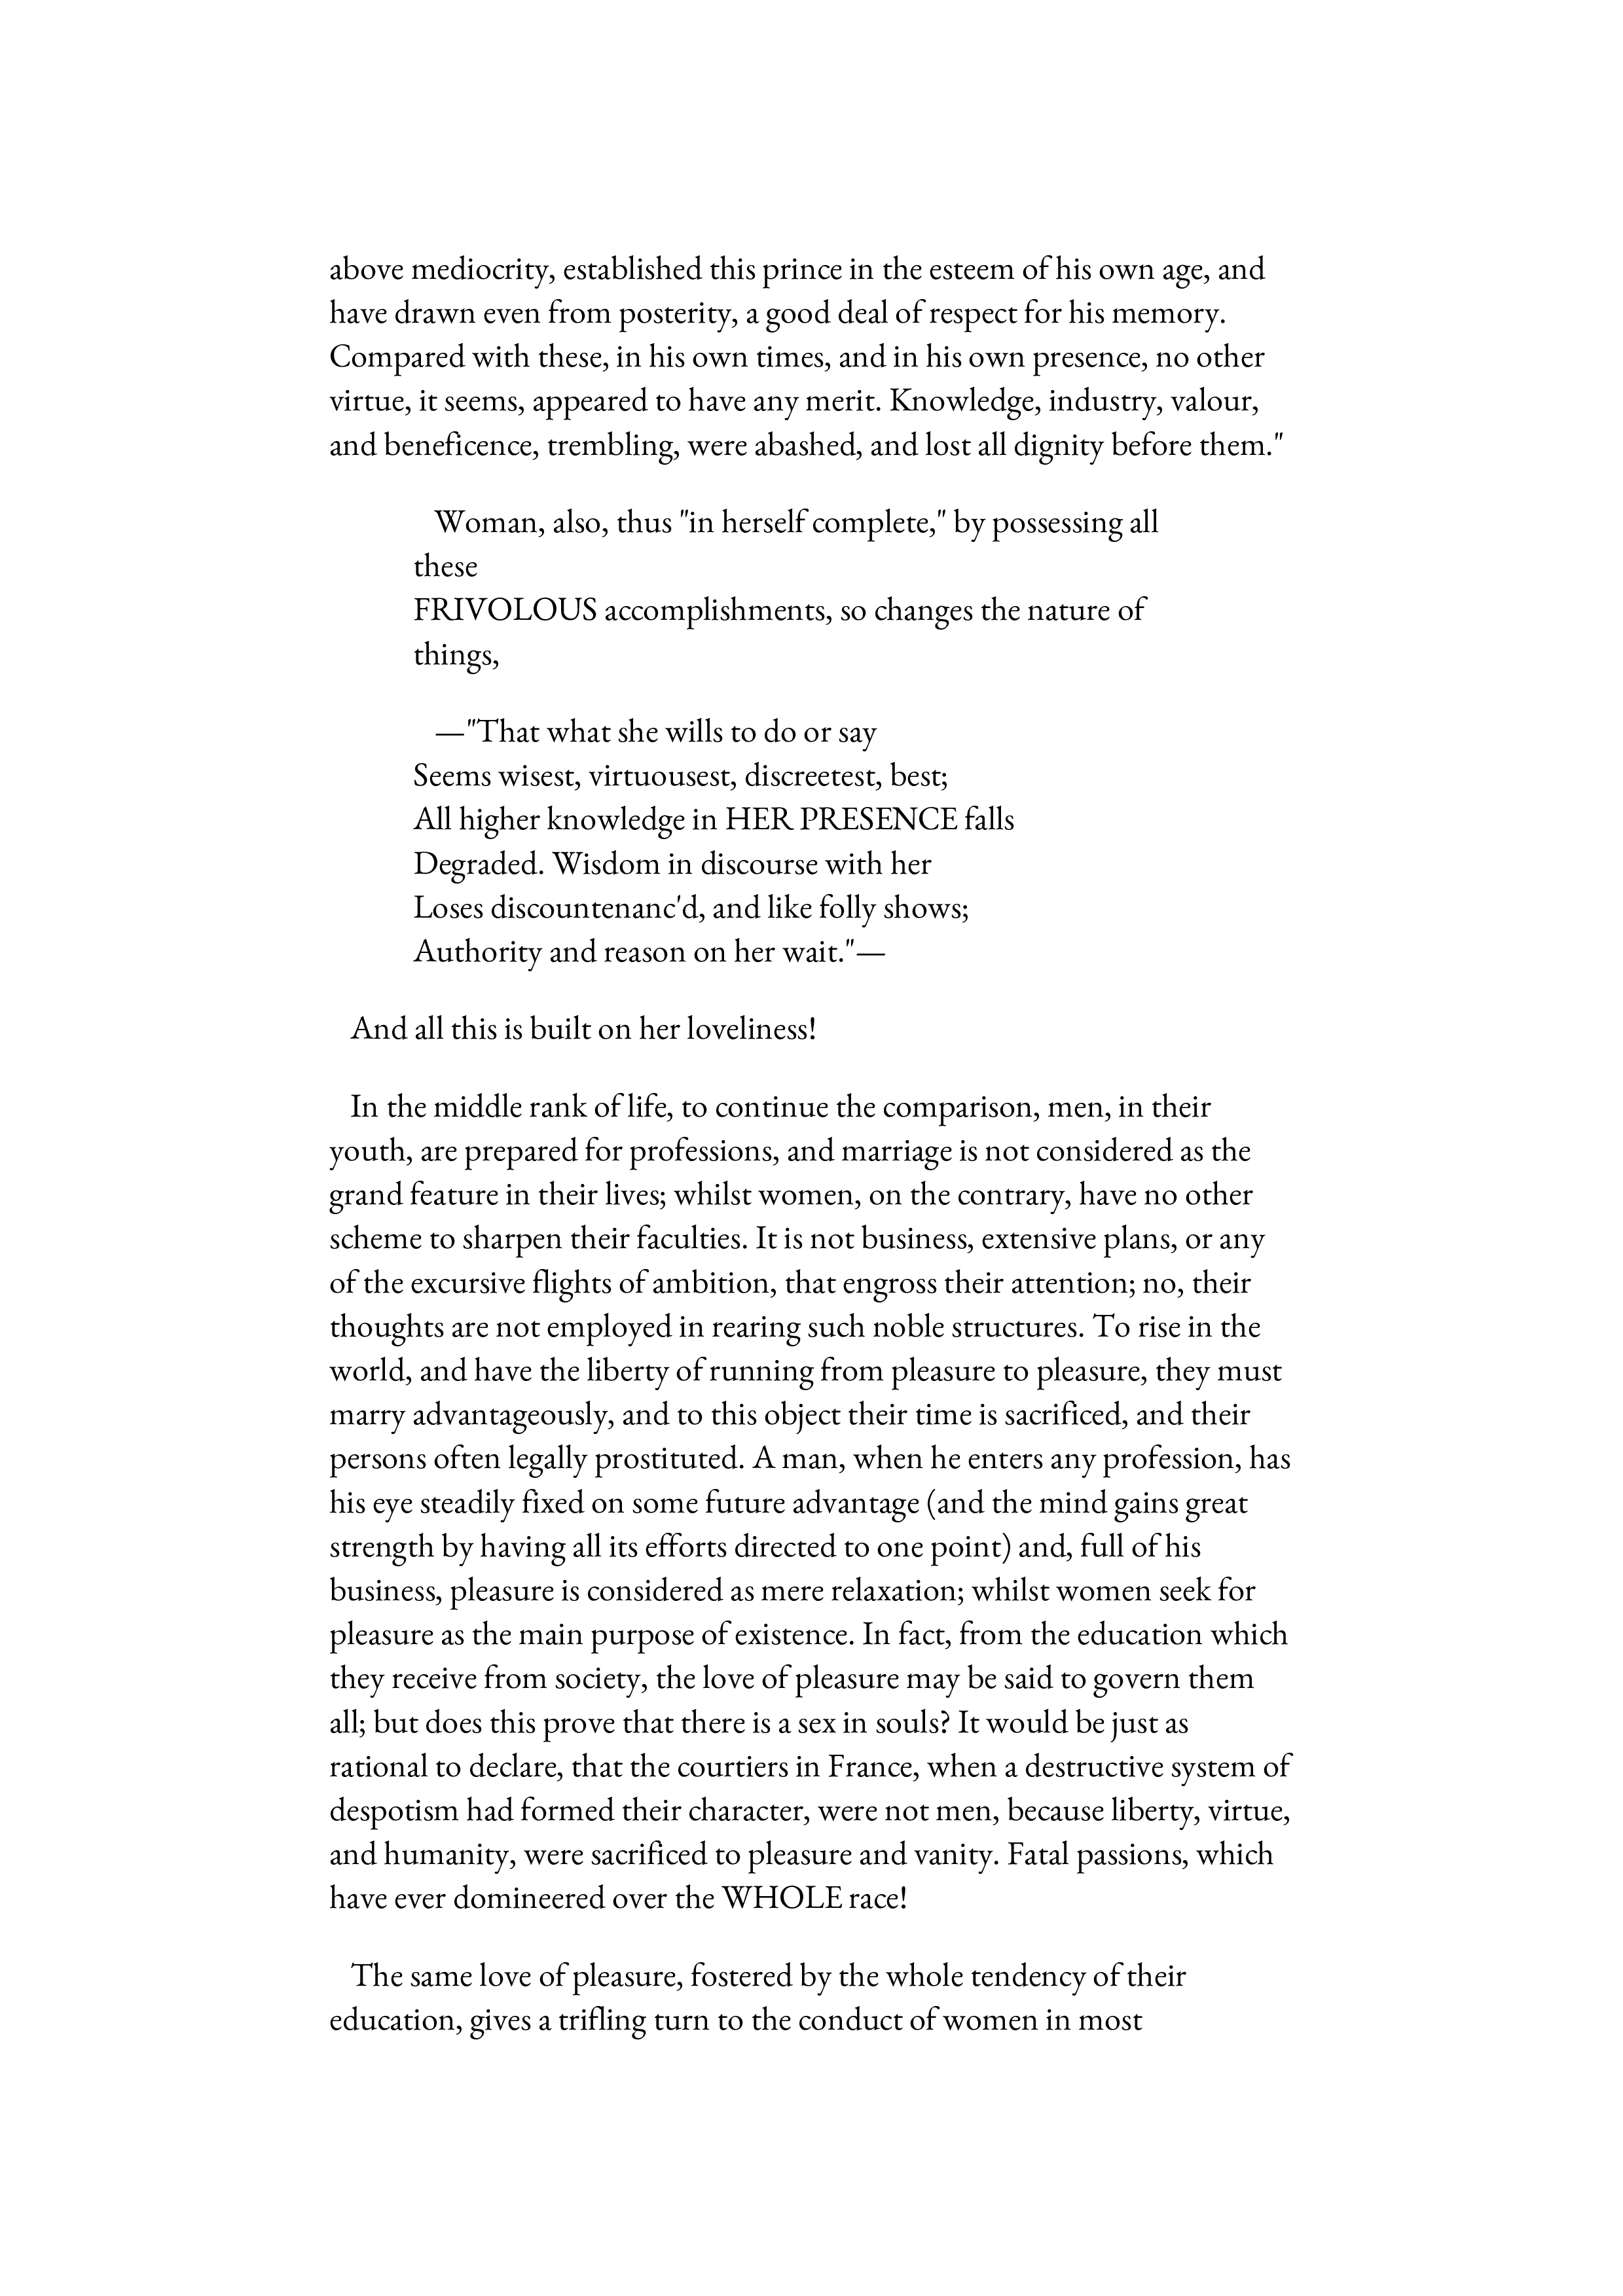 above mediocrity, established this prince in the esteem of his own age, and
have drawn even from posterity, a good deal of respect for his memory.
Compared with these, in his own times, and in his own presence, no other
virtue, it seems, appeared to have any merit. Knowledge, industry, valour,
and beneficence, trembling, were abashed, and lost all dignity before them."
Woman, also, thus "in herself complete," by possessing all
these
FRIVOLOUS accomplishments, so changes the nature of
things,
—"That what she wills to do or say
Seems wisest, virtuousest, discreetest, best;
All higher knowledge in HER PRESENCE falls
Degraded. Wisdom in discourse with her
Loses discountenanc'd, and like folly shows;
Authority and reason on her wait."—
And all this is built on her loveliness!
In the middle rank of life, to continue the comparison, men, in their
youth, are prepared for professions, and marriage is not considered as the
grand feature in their lives; whilst women, on the contrary, have no other
scheme to sharpen their faculties. It is not business, extensive plans, or any
of the excursive flights of ambition, that engross their attention; no, their
thoughts are not employed in rearing such noble structures. To rise in the
world, and have the liberty of running from pleasure to pleasure, they must
marry advantageously, and to this object their time is sacrificed, and their
persons often legally prostituted. A man, when he enters any profession, has
his eye steadily fixed on some future advantage (and the mind gains great
strength by having all its efforts directed to one point) and, full of his
business, pleasure is considered as mere relaxation; whilst women seek for
pleasure as the main purpose of existence. In fact, from the education which
they receive from society, the love of pleasure may be said to govern them
all; but does this prove that there is a sex in souls? It would be just as
rational to declare, that the courtiers in France, when a destructive system of
despotism had formed their character, were not men, because liberty, virtue,
and humanity, were sacrificed to pleasure and vanity. Fatal passions, which
have ever domineered over the WHOLE race!
The same love of pleasure, fostered by the whole tendency of their
education, gives a trifling turn to the conduct of women in most